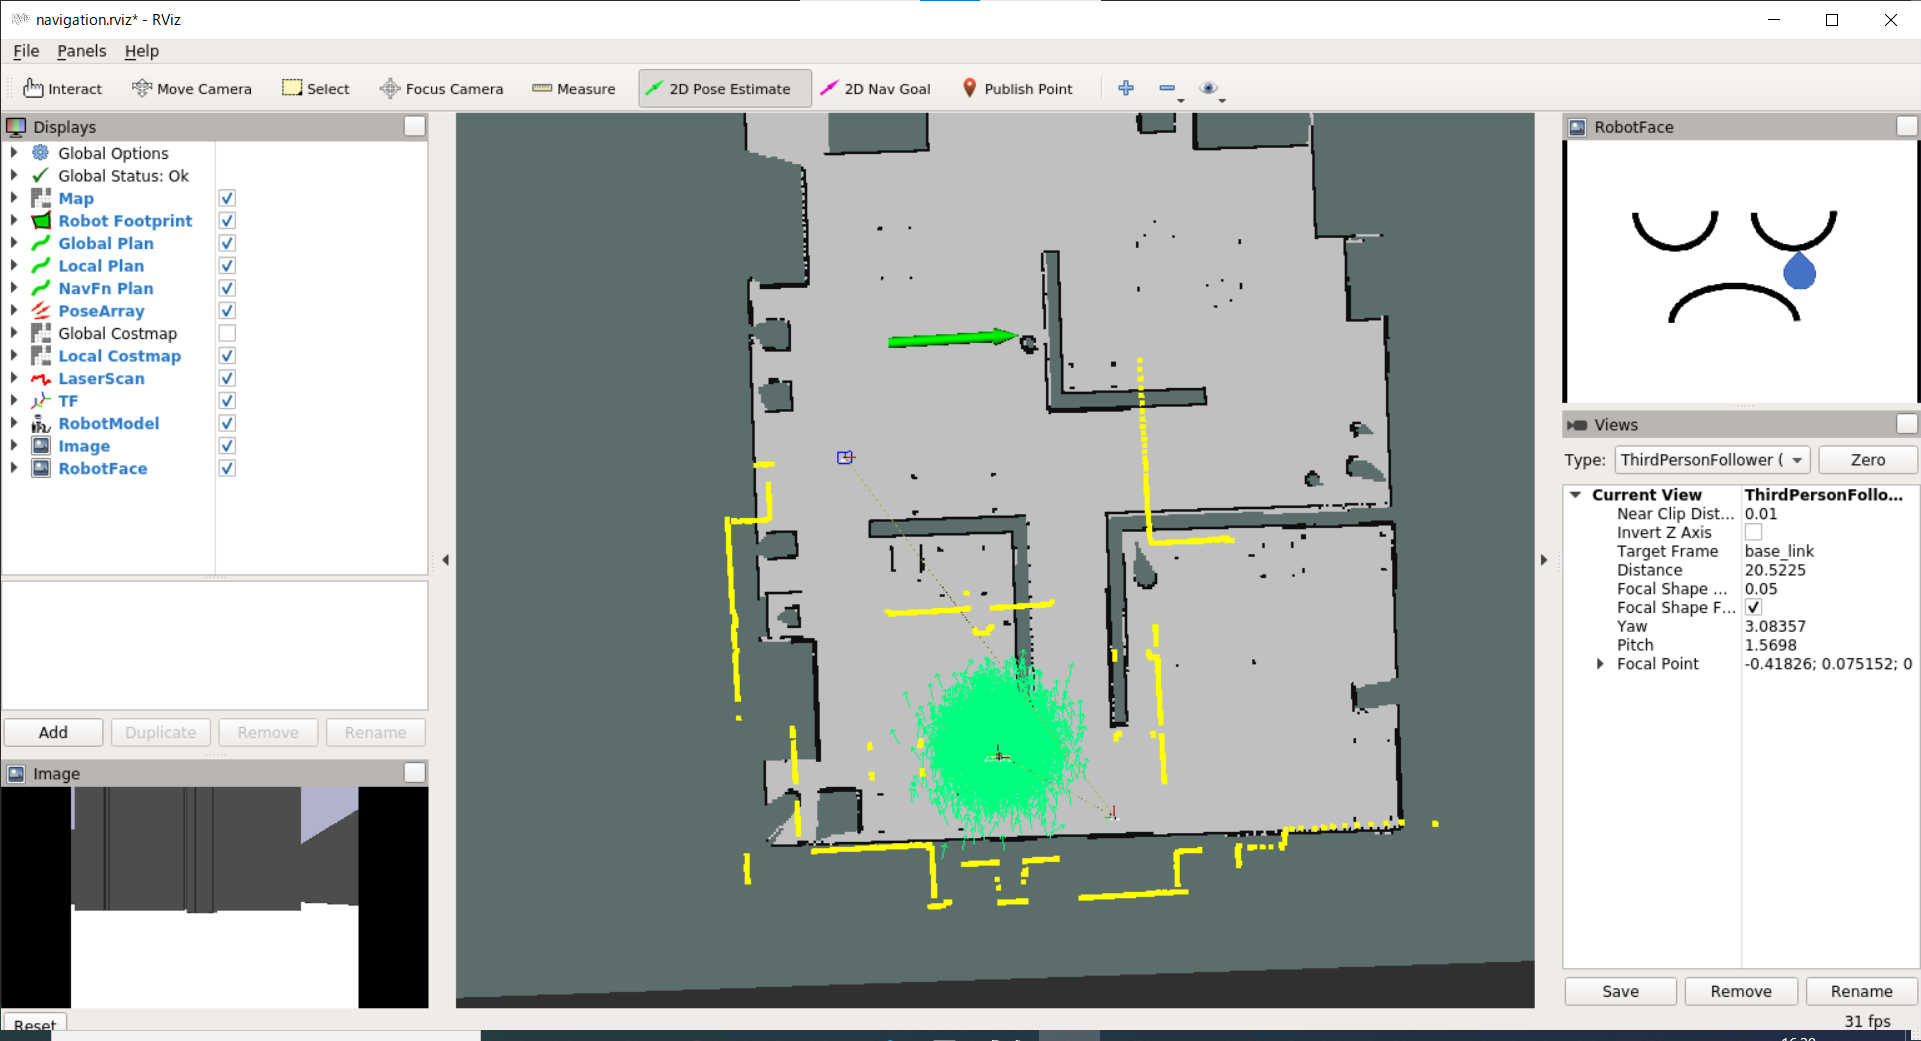 navigation.rviz* - RViz
File Panels Help
Interact Move Camera Select Focus Camera Measure 2D Pose Estimate 2D Nav Goal Publish Point
Displays
Global Options
Global Status: Ok
Map
Robot Footprint
Global Plan
Local Plan
NavFn Plan
PoseArray
Global Costmap
Local Costmap
LaserScan
TF
RobotModel
Image
RobotFace
Add Duplicate Remove Rename
Image
Reset
RobotFace
Views
Type: ThirdPersonFollower ( Zero
Current View ThirdPersonFollo...
Near Clip Dist... 0.01
Invert Z Axis
Target Frame base_link
Distance 20.5225
Focal Shape ... 0.05
Focal Shape F...
Yaw 3.08357
Pitch 1.5698
Focal Point -0.41826; 0.075152; 0
Save Remove Rename
31 fps